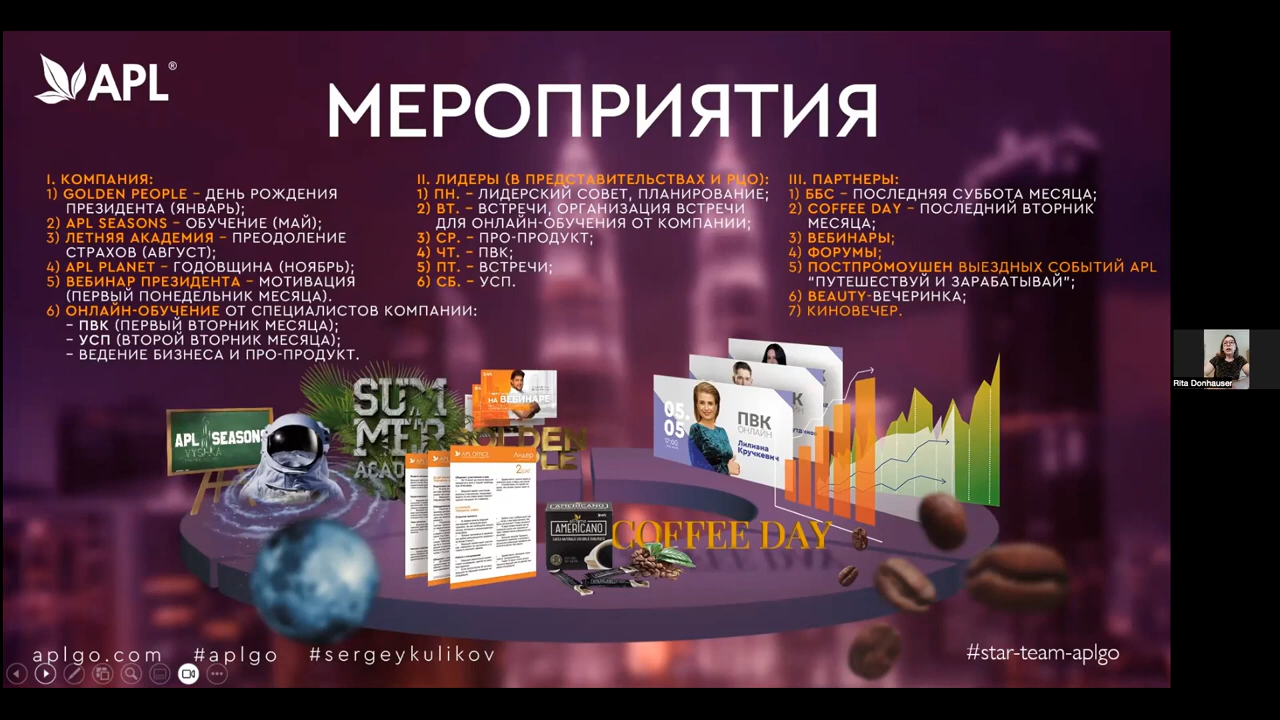 APL®
МЕРОПРИЯТИЯ
I. КОМПАНИЯ:
1) GOLDEN PEOPLE – ДЕНЬ РОЖДЕНИЯ
ПРЕЗИДЕНТА (ЯНВАРЬ);
2) APL SEASONS – ОБУЧЕНИЕ (МАЙ);
3) ЛЕТНЯЯ АКАДЕМИЯ – ПРЕОДОЛЕНИЕ
СТРАХОВ (АВГУСТ);
4) APL PLANET – ГОДОВЩИНА (НОЯБРЬ);
5) ВЕБИНАР ПРЕЗИДЕНТА – МОТИВАЦИЯ
(ПЕРВЫЙ ПОНЕДЕЛЬНИК МЕСЯЦА).
6) ОНЛАЙН-ОБУЧЕНИЕ ОТ СПЕЦИАЛИСТОВ КОМПАНИИ:
– ПВК (ПЕРВЫЙ ВТОРНИК МЕСЯЦА);
– УСП (ВТОРОЙ ВТОРНИК МЕСЯЦА);
– ВЕДЕНИЕ БИЗНЕСА И ПРО-ПРОДУКТ.
II. ЛИДЕРЫ (В ПРЕДСТАВИТЕЛЬСТВАХ И РЦО):
1) ПН. – ЛИДЕРСКИЙ СОВЕТ, ПЛАНИРОВАНИЕ;
2) ВТ. – ВСТРЕЧИ, ОРГАНИЗАЦИЯ ВСТРЕЧИ
ДЛЯ ОНЛАЙН-ОБУЧЕНИЯ ОТ КОМПАНИИ;
3) СР. – ПРО-ПРОДУКТ;
4) ЧТ. – ПВК;
5) ПТ. – ВСТРЕЧИ;
6) СБ. – УСП.
III. ПАРТНЕРЫ:
1) ББС – ПОСЛЕДНЯЯ СУББОТА МЕСЯЦА;
2) COFFEE DAY – ПОСЛЕДНИЙ ВТОРНИК
МЕСЯЦА;
3) ВЕБИНАРЫ;
4) ФОРУМЫ;
5) ПОСТПРОМОУШЕН ВЫЕЗДНЫХ СОБЫТИЙ APL
“ПУТЕШЕСТВУЙ И ЗАРАБАТЫВАЙ”;
6) BEAUTY-ВЕЧЕРИНКА;
7) КИНОВЕЧЕР.
APL SEASONS
SUM
MER
НА ВЕБИНАРЕ
Лидер
AMERICANO
COFFEE DAY
05.
05
17:00
ПВК
ОНЛАЙН
Лилиана
Кручкевич
Rita Donhauser
aplgo.com #aplgo #sergeykulikov
#star-team-aplgo